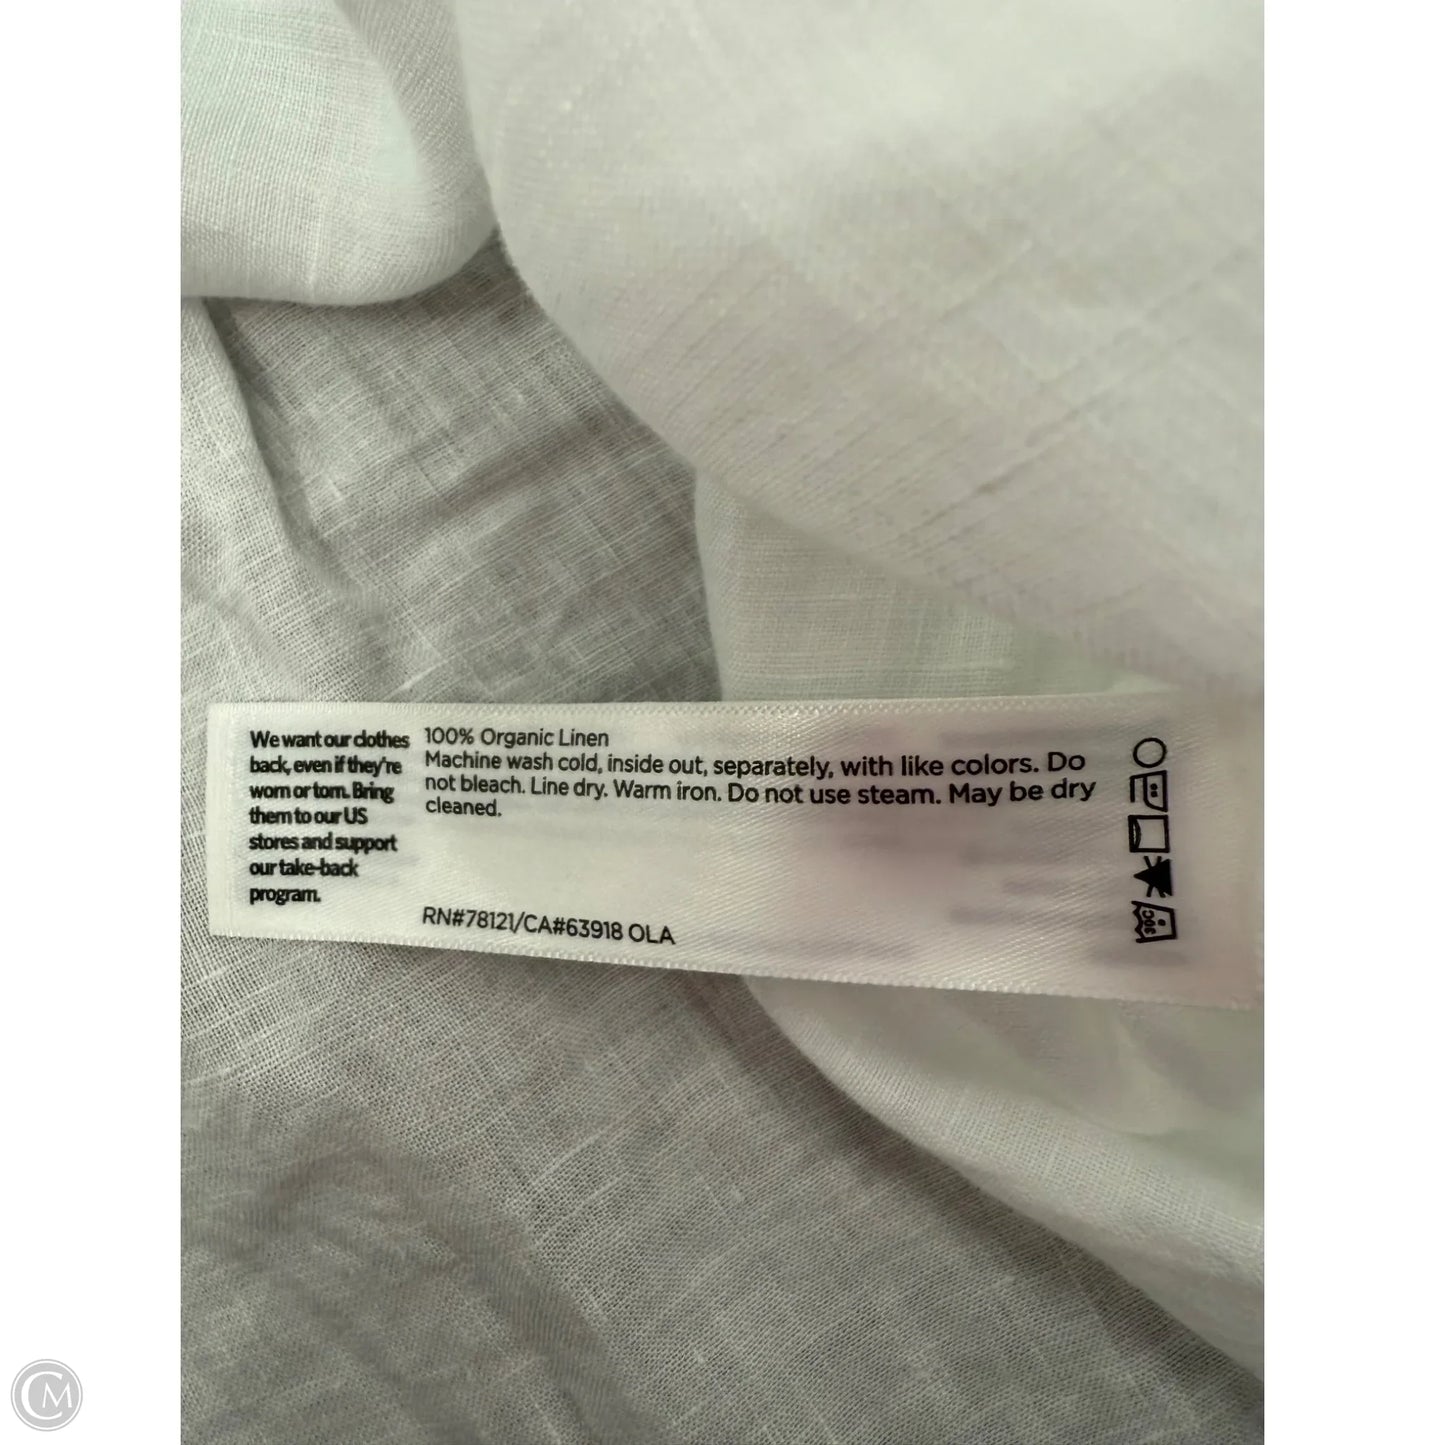 We want our clothes
back, even if they're
worn or torn. Bring
them to our US
stores and support
our take-back
program.
100% Organic Linen
Machine wash cold, inside out, separately, with like colors. Do
not bleach. Line dry. Warm iron. Do not use steam. May be dry
cleaned.
RN#78121/CA#63918 OLA
30C
CM